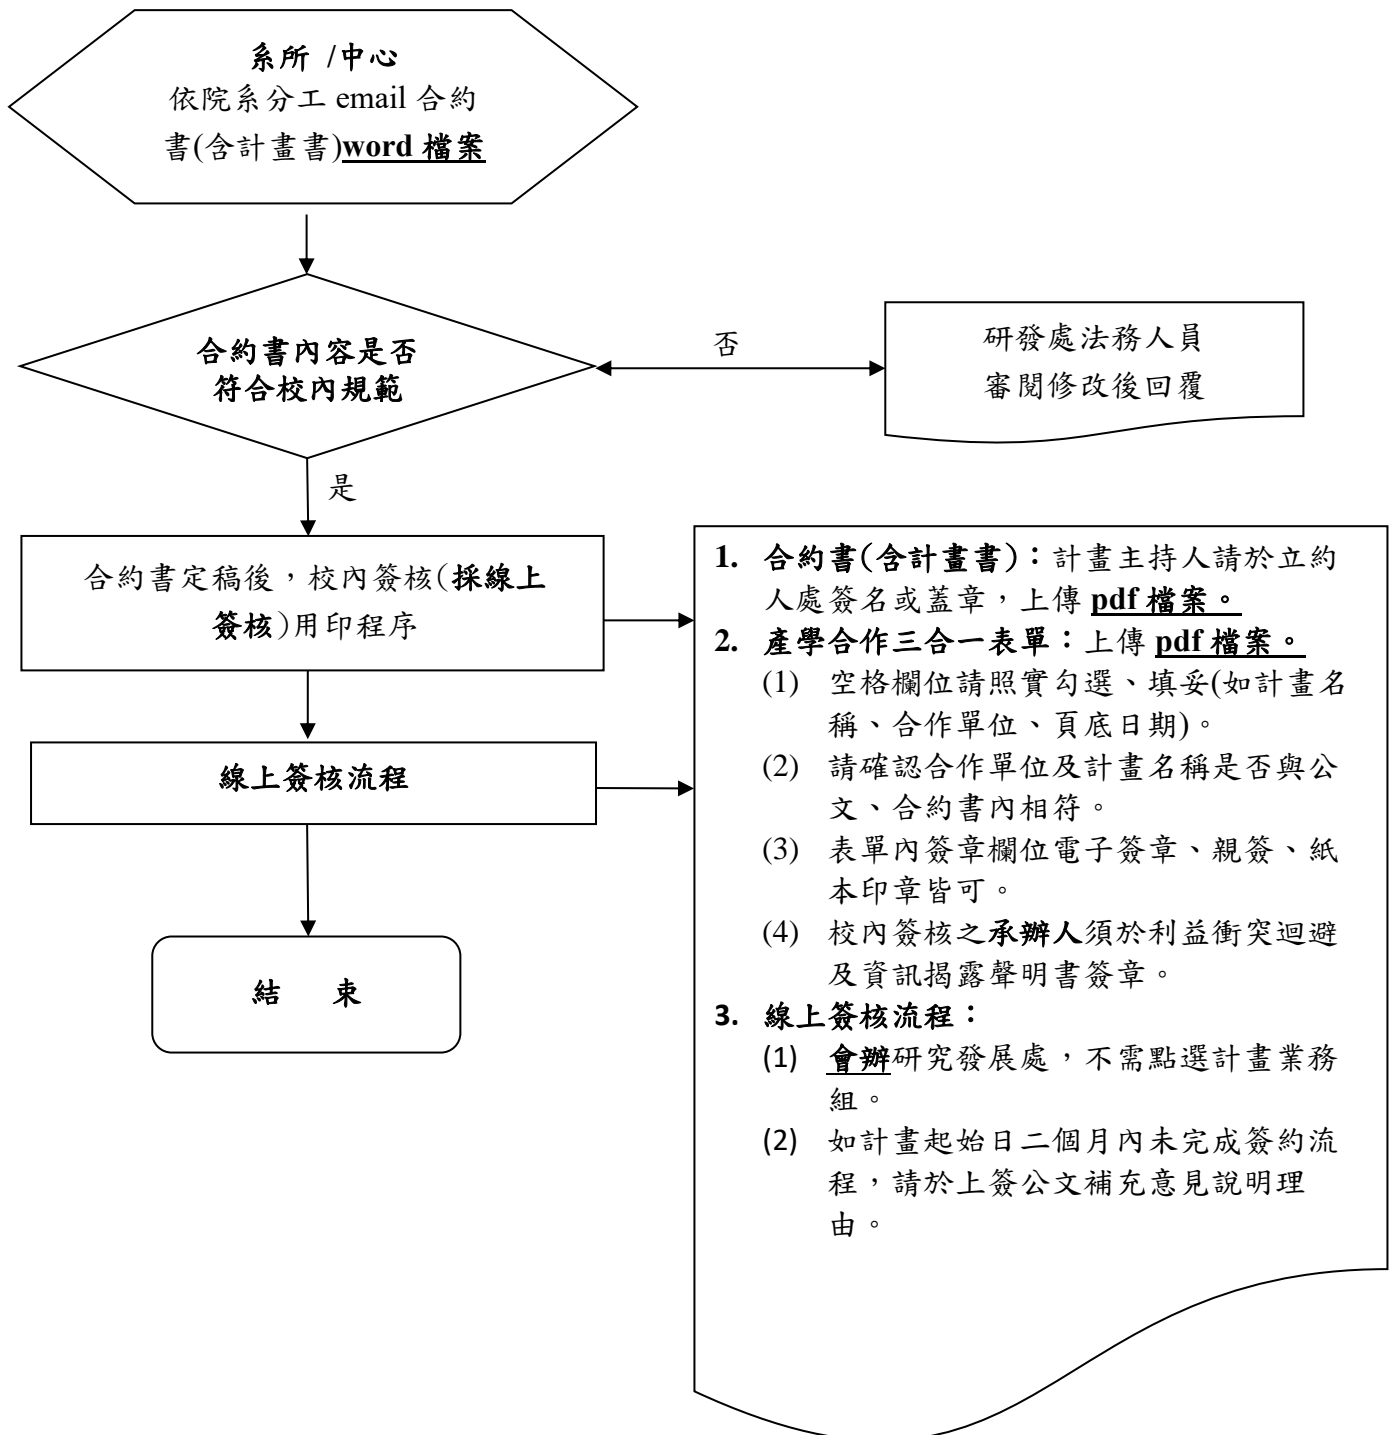 系所 /中心
依院系分工 email 合約
書(含計畫書)word 檔案
合約書內容是否
符合校內規範
否
研發處法務人員
審閱修改後回覆
是
合約書定稿後，校內簽核(採線上
簽核)用印程序
線上簽核流程
結 束
1. 合約書(含計畫書)：計畫主持人請於立約
人處簽名或蓋章，上傳 pdf 檔案。
2. 產學合作三合一表單：上傳 pdf 檔案。
(1) 空格欄位請照實勾選、填妥(如計畫名
稱、合作單位、頁底日期)。
(2) 請確認合作單位及計畫名稱是否與公
文、合約書內相符。
(3) 表單內簽章欄位電子簽章、親簽、紙
本印章皆可。
(4) 校內簽核之承辦人須於利益衝突迴避
及資訊揭露聲明書簽章。
3. 線上簽核流程：
(1) 會辦研究發展處，不需點選計畫業務
組。
(2) 如計畫起始日二個月內未完成簽約流
程，請於上簽公文補充意見說明理
由。